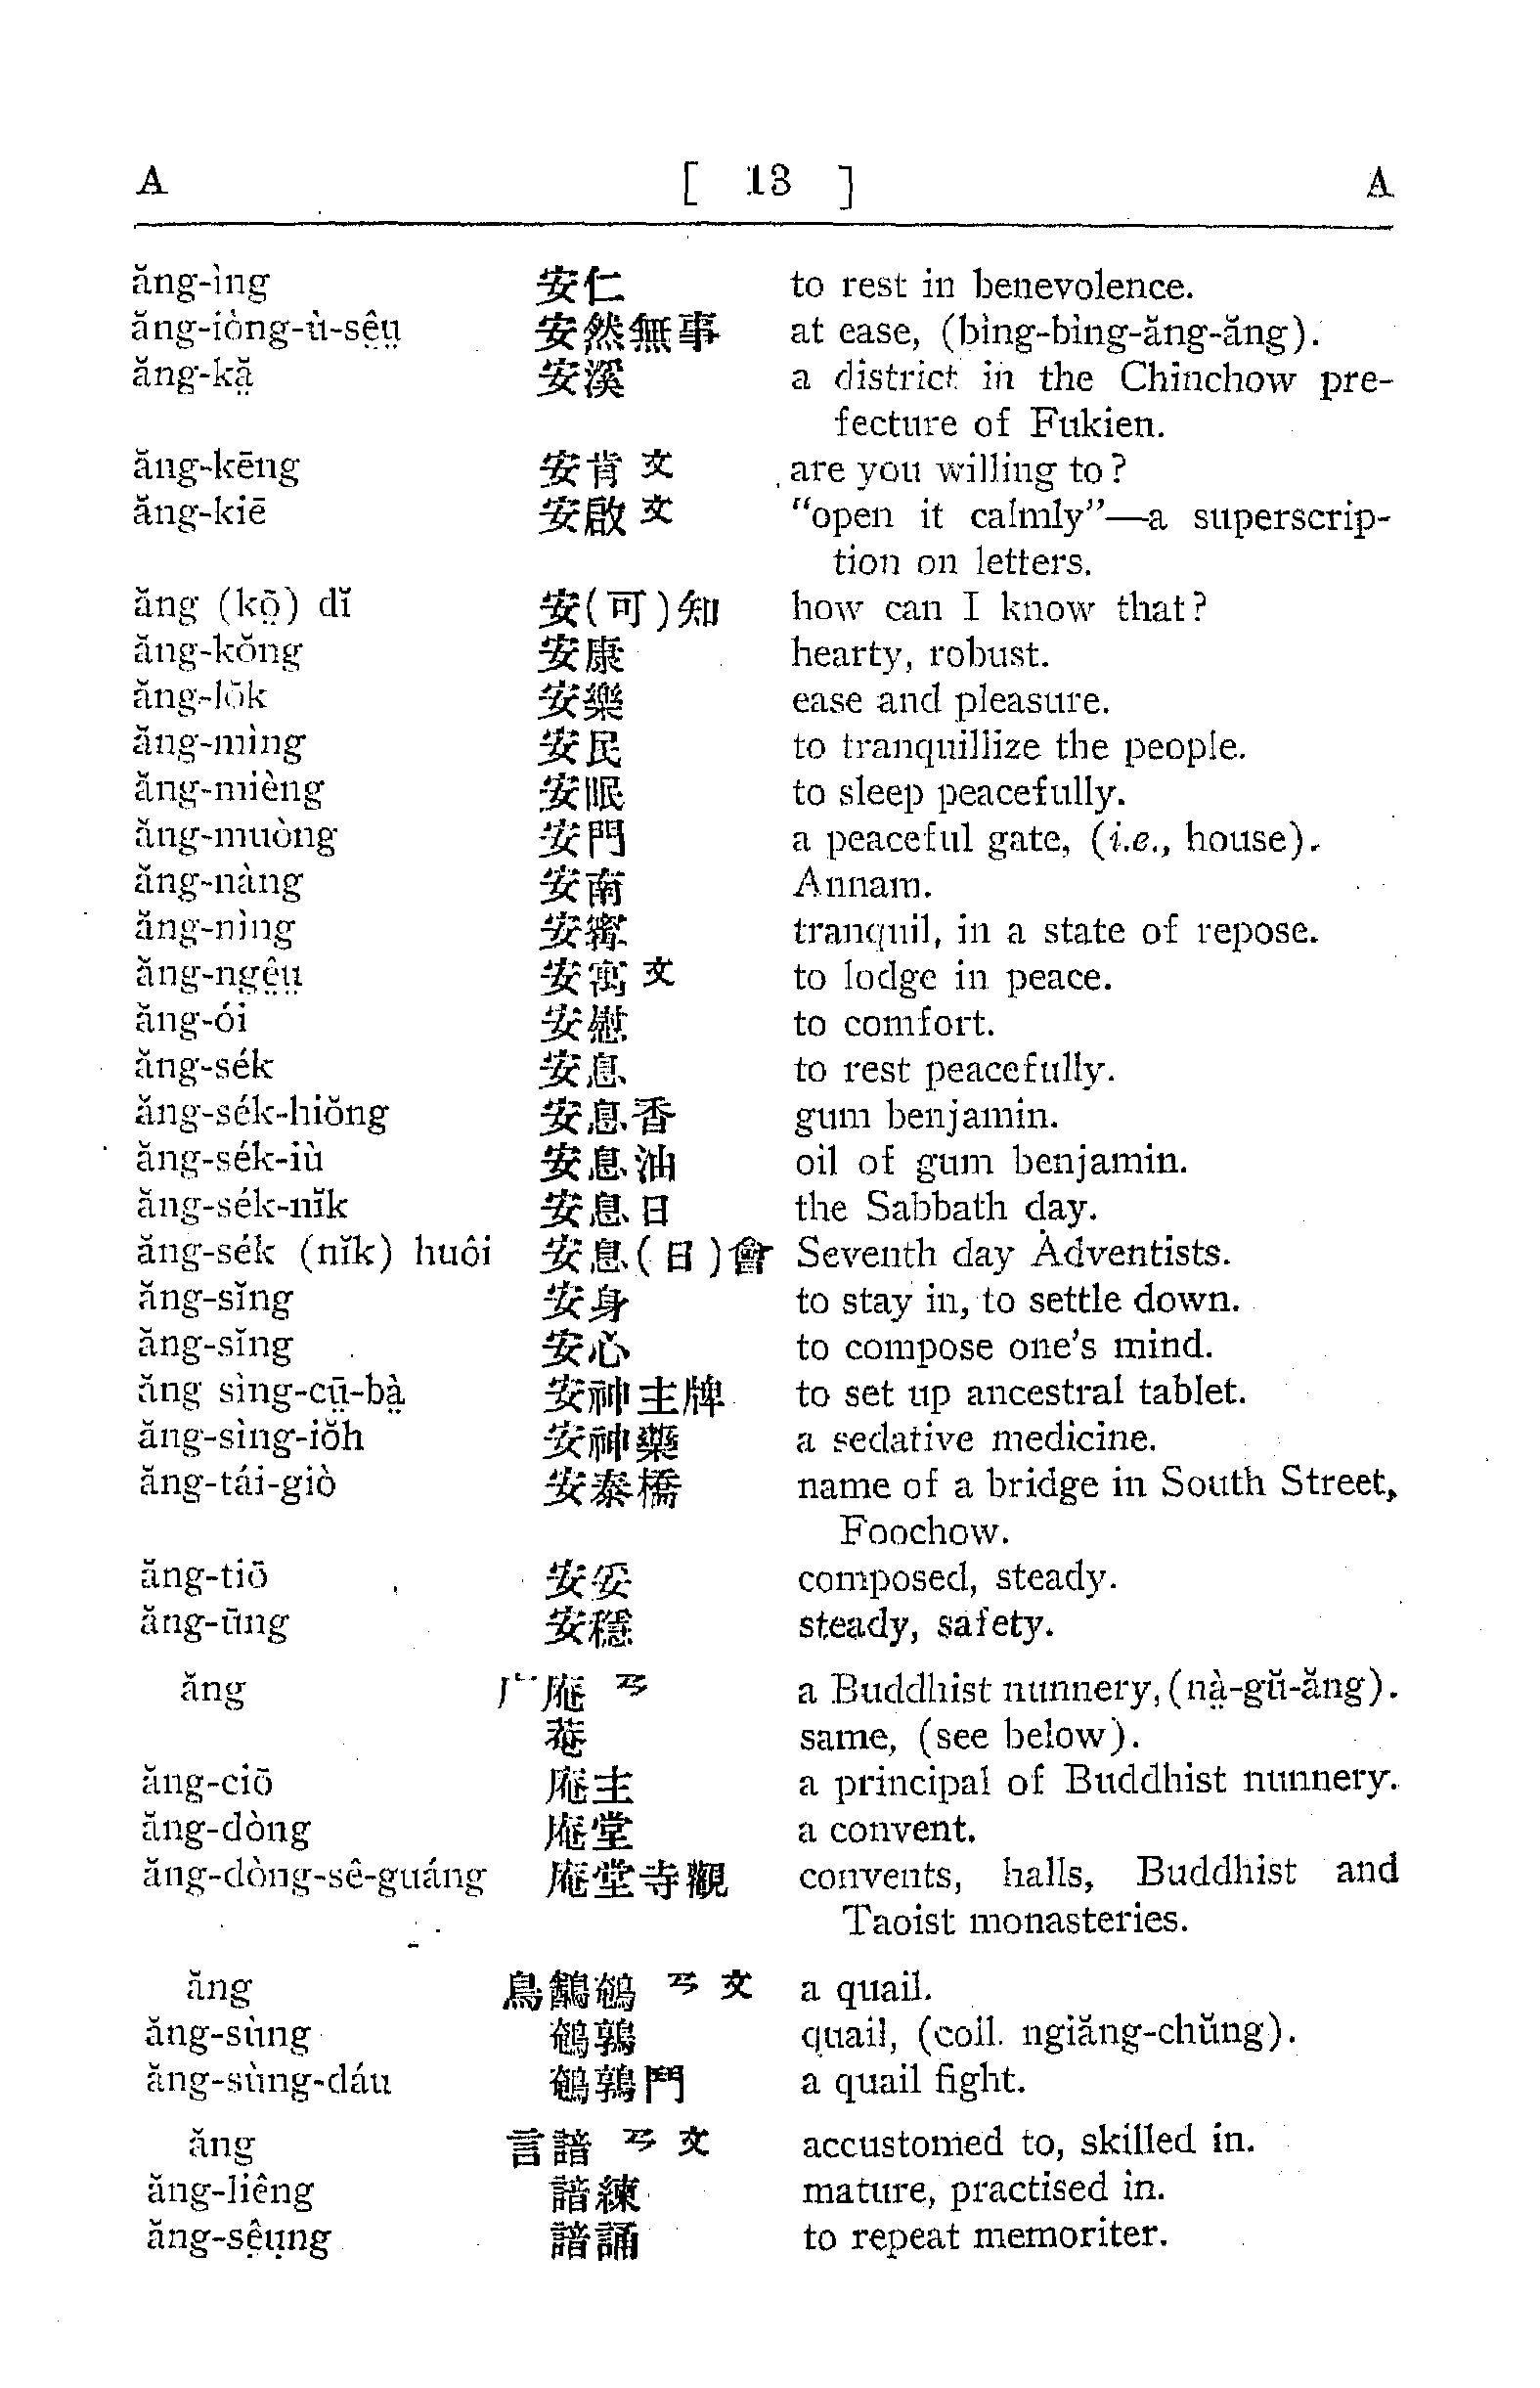 A [ 13 ] A
ăng-ìng 安仁 to rest in benevolence.
ăng-iòng-ù-sê̤ṳ 安然無事 at ease, (bìng-bìng-ăng-ăng).
ăng-kă̤ 安溪 a district in the Chinchow pre-
fecture of Fukien.
ăng-kēng 安肯 文 are you willing to?
ăng-kiē 安啟 文 “open it calmly”—a superscrip-
tion on letters.
ăng (kō̤) dĭ 安(可)知 how can I know that?
ăng-kŏng 安康 hearty, robust.
ăng-lŏk 安樂 ease and pleasure.
ăng-mìng 安民 to tranquillize the people.
ăng-mièng 安眠 to sleep peacefully.
ăng-muòng 安門 a peaceful gate, (i.e., house).
ăng-nàng 安南 Annam.
ăng-nìng 安寗 tranquil, in a state of repose.
ăng-ngê̤ṳ 安寓 文 to lodge in peace.
ăng-ói 安慰 to comfort.
ăng-sék 安息 to rest peacefully.
ăng-sék-hiŏng 安息香 gum benjamin.
ăng-sék-iù 安息油 oil of gum benjamin.
ăng-sék-nĭk 安息日 the Sabbath day.
ăng-sék (nĭk) huôi 安息(日)會 Seventh day Adventists.
ăng-sĭng 安身 to stay in, to settle down.
ăng-sĭng 安心 to compose one’s mind.
ăng sìng-cṳ̄-bà̤ 安神主牌 to set up ancestral tablet.
ăng-sìng-iŏh 安神藥 a sedative medicine.
ăng-tái-giò 安泰橋 name of a bridge in South Street,
Foochow.
ăng-tiō 安妥 composed, steady.
ăng-ūng 安穩 steady, safety.
ăng 广庵 ㄢ a Buddhist nunnery, (nà̤-gŭ-ăng).
菴 same, (see below).
ăng-ciō 庵主 a principal of Buddhist nunnery.
ăng-dòng 庵堂 a convent.
ăng-dòng-sê-guáng 庵堂寺觀 convents, halls, Buddhist and
Taoist monasteries.
ăng 鳥鷭鵪 ㄢ 文 a quail.
ăng-sùng 鵪鶉 quail, (coll. ngiăng-chŭng).
ăng-sùng-dáu 鵪鶉鬥 a quail fight.
ăng 言諳 ㄢ 文 accustomed to, skilled in.
ăng-liêng 諳練 mature, practised in.
ăng-sê̤ṳng 諳誦 to repeat memoriter.